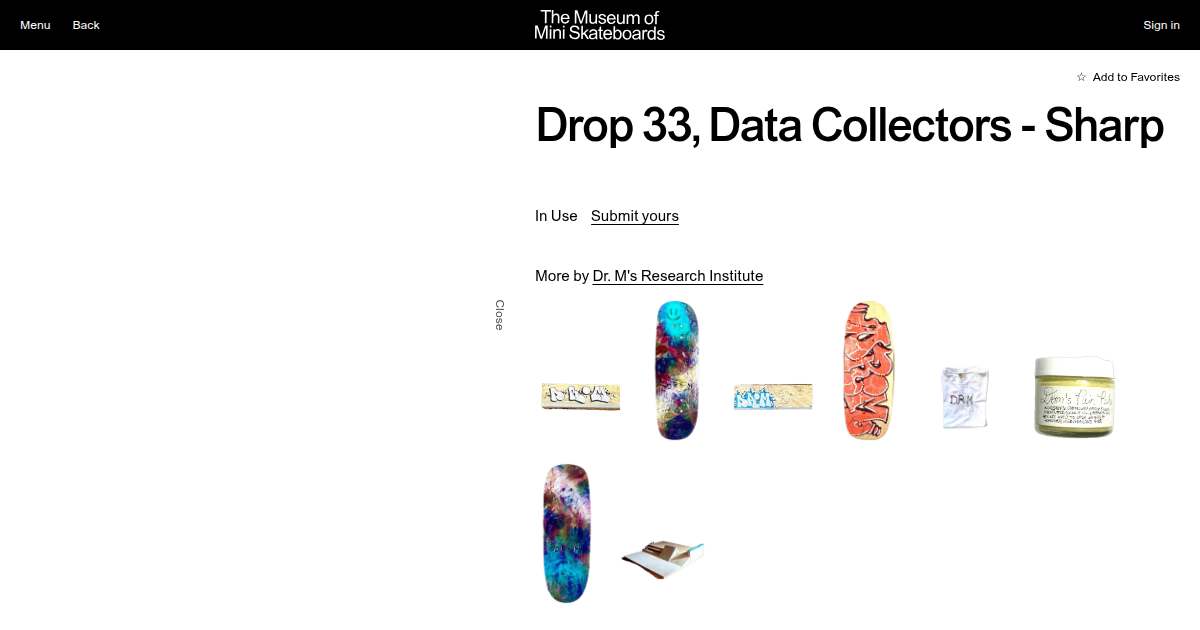 Menu
Back
The Museum of
Mini Skateboards
Sign in
☆ Add to Favorites
Drop 33, Data Collectors - Sharp
In Use Submit yours
More by Dr. M's Research Institute
Close
DRM